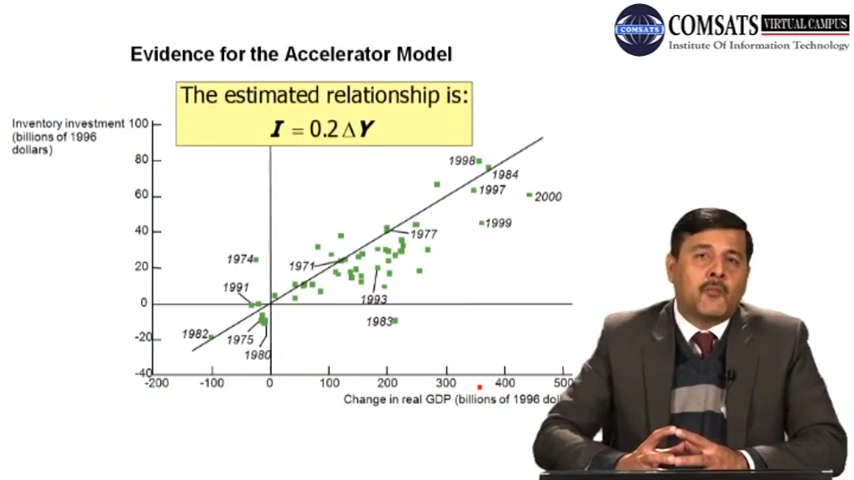 COMSATS
COMSATS VIRTUAL CAMPUS
Institute Of Information Technology
Evidence for the Accelerator Model
The estimated relationship is:
I = 0.2 Δ Y
Inventory investment 100
(billions of 1996
dollars)
80
60
40
20
0
-20
-40
1998
1984
1997
2000
1999
1977
1974
1971
1991
1993
1983
1982
1975
1980
-200 -100 0 100 200 300 400 500
Change in real GDP (billions of 1996